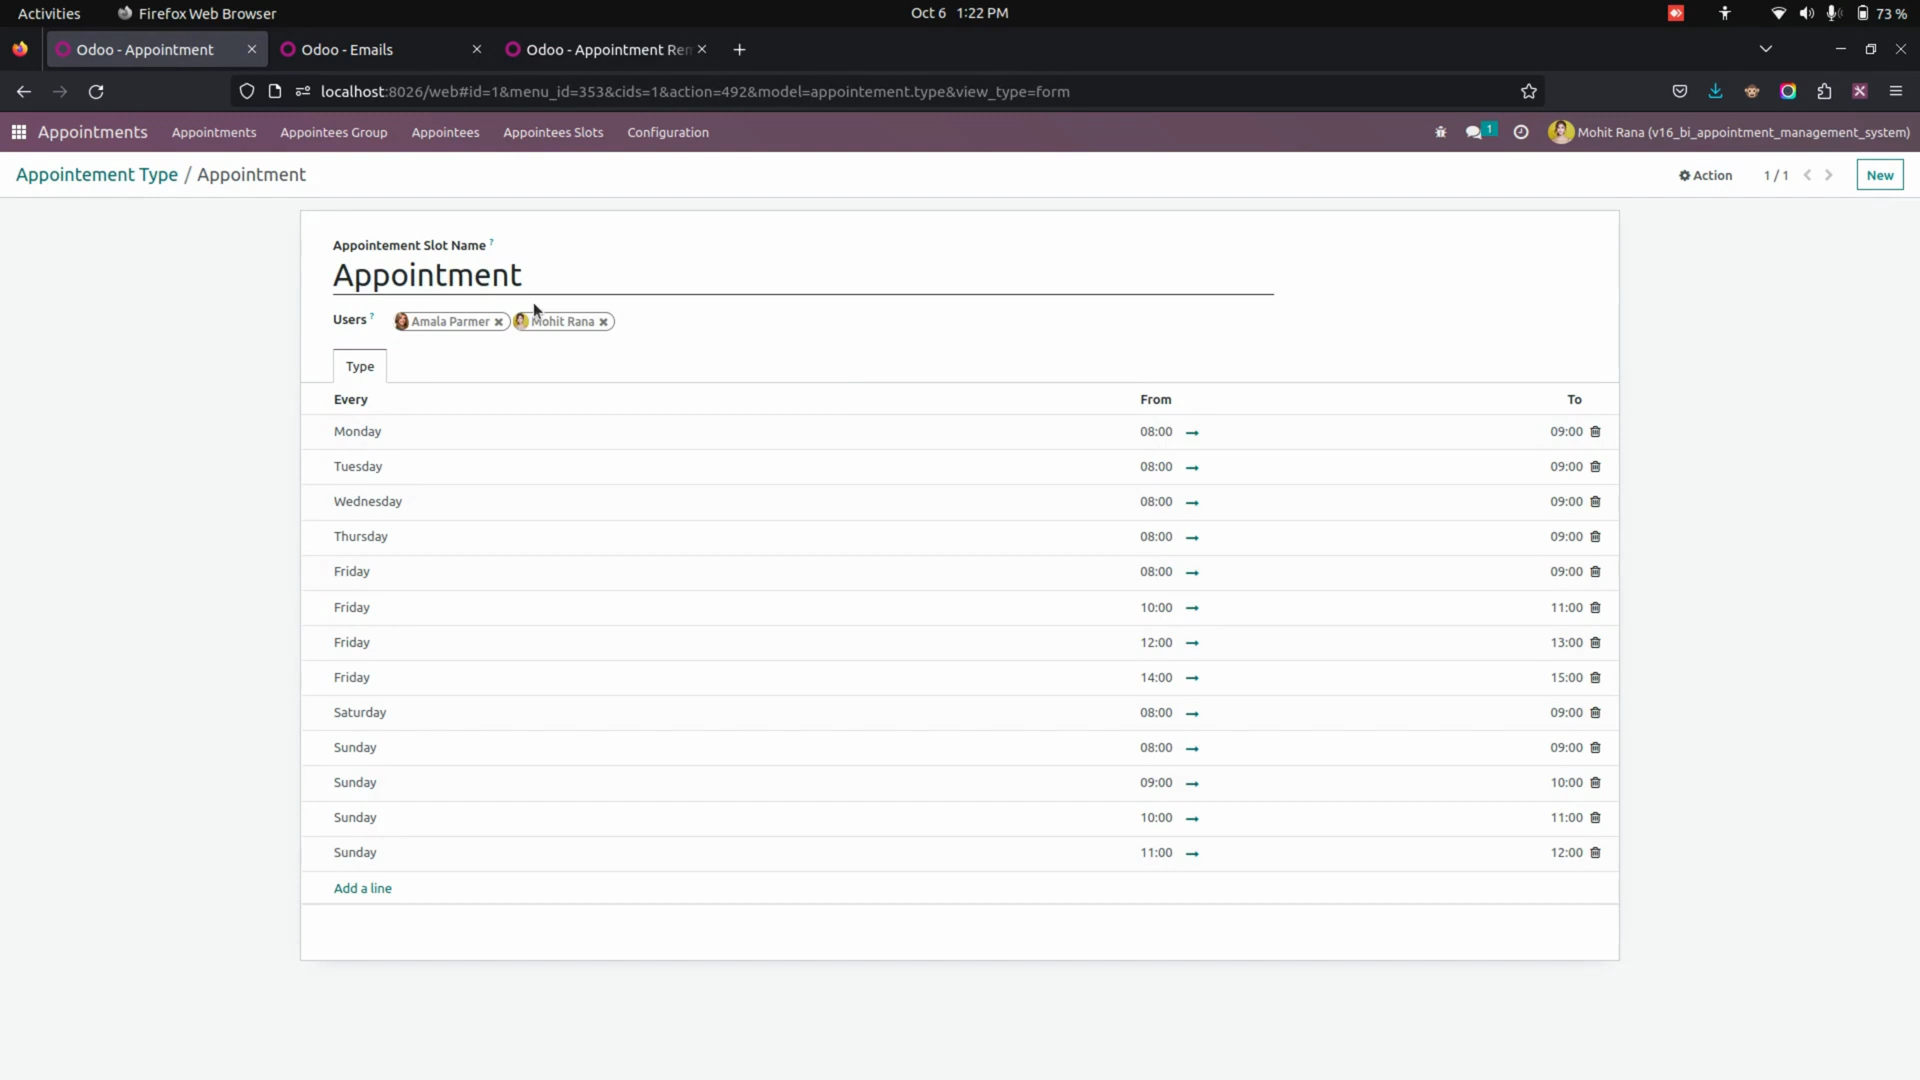 Activities Firefox Web Browser Oct 6 1:22 PM 73 %
Odoo - Appointment Odoo - Emails Odoo - Appointment Ren
localhost:8026/web#id=1&menu_id=353&cids=1&action=492&model=appointement.type&view_type=form
Appointments Appointments Appointees Group Appointees Appointees Slots Configuration 1 Mohit Rana (v16_bi_appointment_management_system)
Appointement Type / Appointment Action 1 / 1 New
Appointement Slot Name ?
Appointment
Users ? Amala Parmer Mohit Rana
Type
Every From To
Monday 08:00 09:00
Tuesday 08:00 09:00
Wednesday 08:00 09:00
Thursday 08:00 09:00
Friday 08:00 09:00
Friday 10:00 11:00
Friday 12:00 13:00
Friday 14:00 15:00
Saturday 08:00 09:00
Sunday 08:00 09:00
Sunday 09:00 10:00
Sunday 10:00 11:00
Sunday 11:00 12:00
Add a line